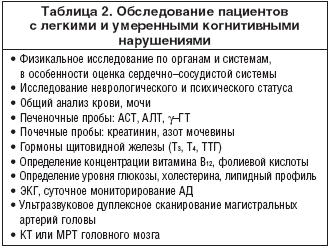 Таблица 2. Обследование пациентов
с легкими и умеренными когнитивными
нарушениями
• Физикальное исследование по органам и системам,
в особенности оценка сердечно–сосудистой системы
• Исследование неврологического и психического статуса
• Общий анализ крови, мочи
• Печеночные пробы: АСТ, АЛТ, γ–ГТ
• Почечные пробы: креатинин, азот мочевины
• Гормоны щитовидной железы (Т₃, Т₄, ТТГ)
• Определение концентрации витамина В₁₂, фолиевой кислоты
• Определение уровня глюкозы, холестерина, липидный профиль
• ЭКГ, суточное мониторирование АД
• Ультразвуковое дуплексное сканирование магистральных
артерий головы
• КТ или МРТ головного мозга